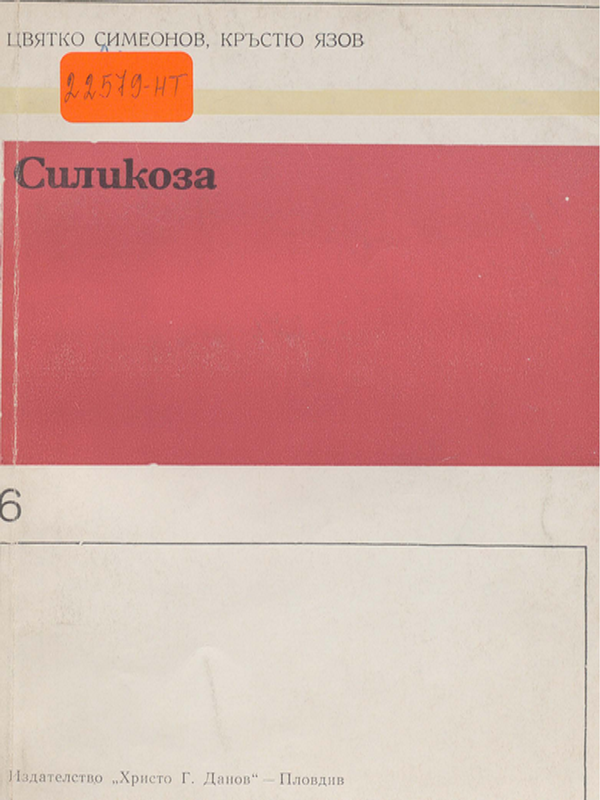 ЦВЯТКО СИМЕОНОВ, КРЪСТЮ ЯЗОВ
22579-НТ
Силикоза
6
Издателство „Христо Г. Данов“ — Пловдив